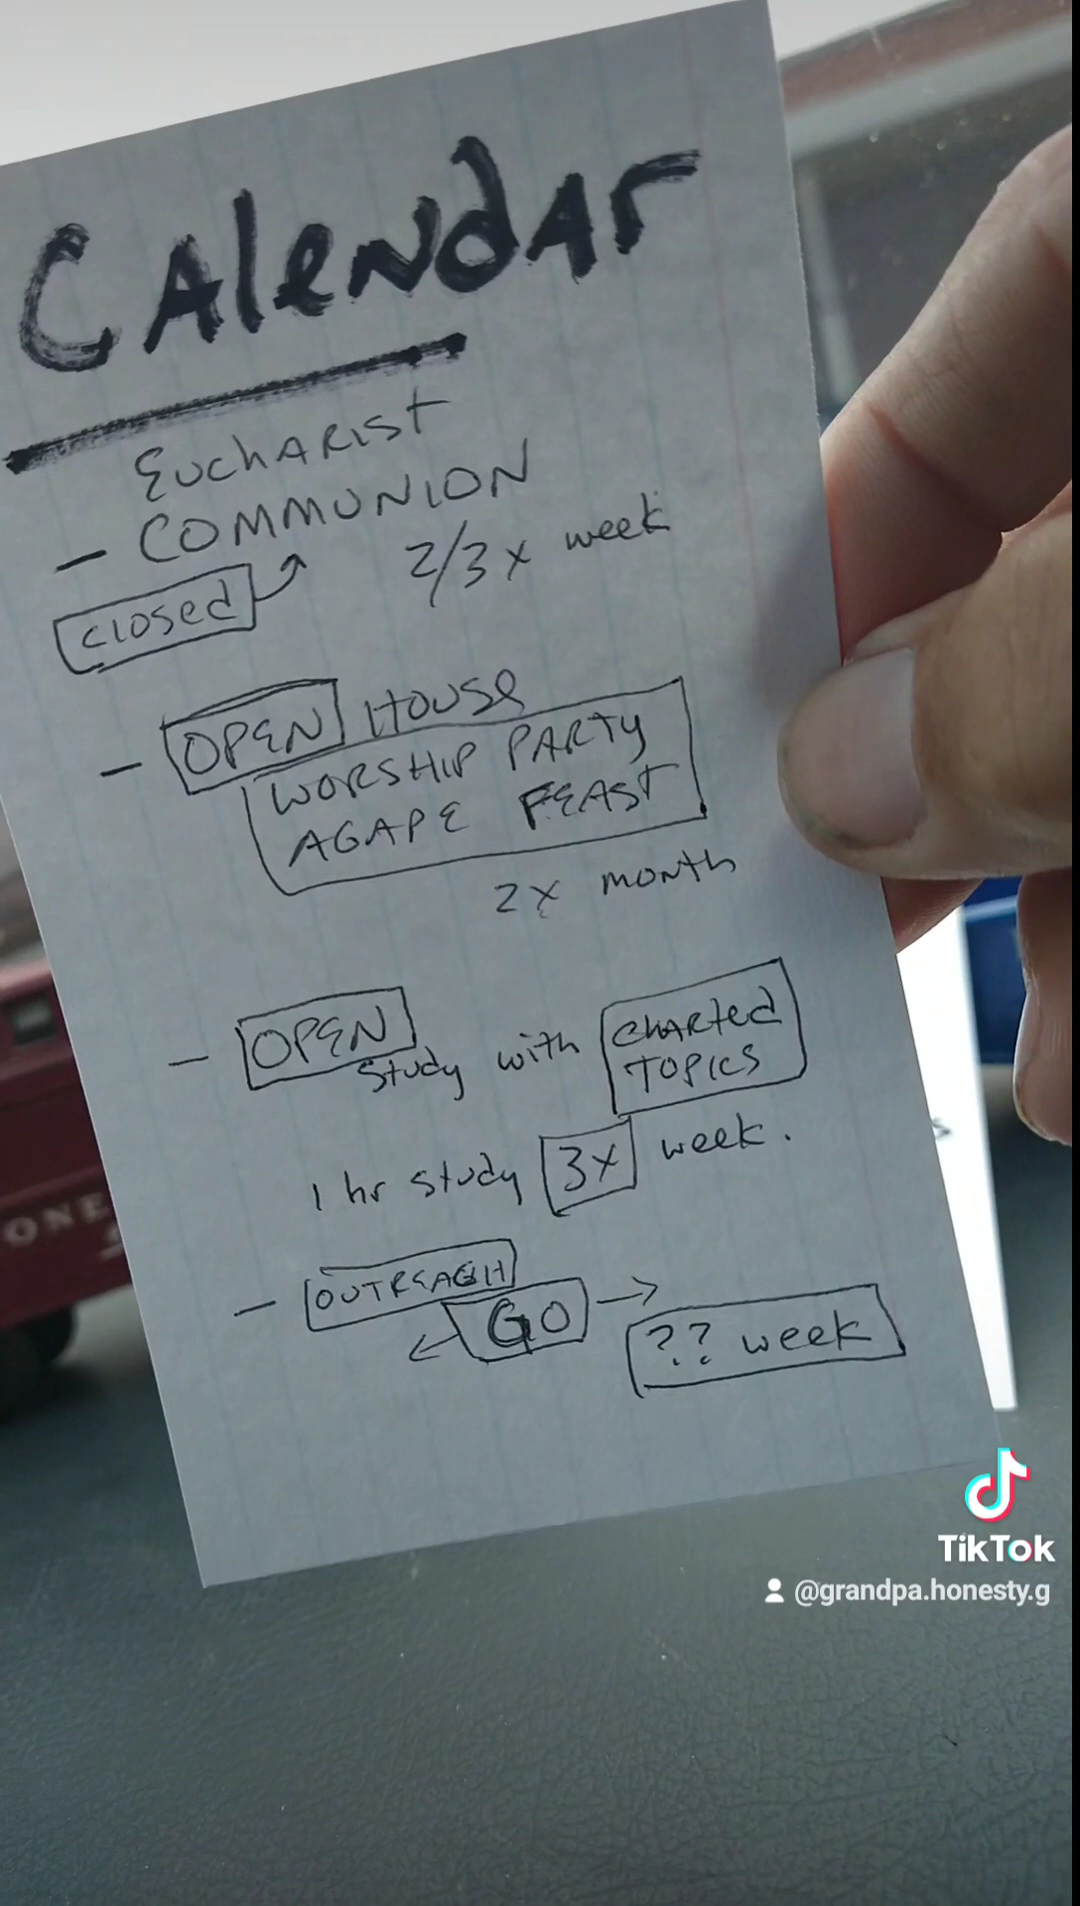 CAleNdAr
EUCHARIST
- COMMUNION
closed
2/3x week
- OPEN HOUSE
WORSHIP PARTY
AGAPE FEAST
2x month
- OPEN
study with CHARTed
TOPICS
1 hr study 3x week.
- OUTREACH
GO
?? week
ONE
TikTok
@grandpa.honesty.g